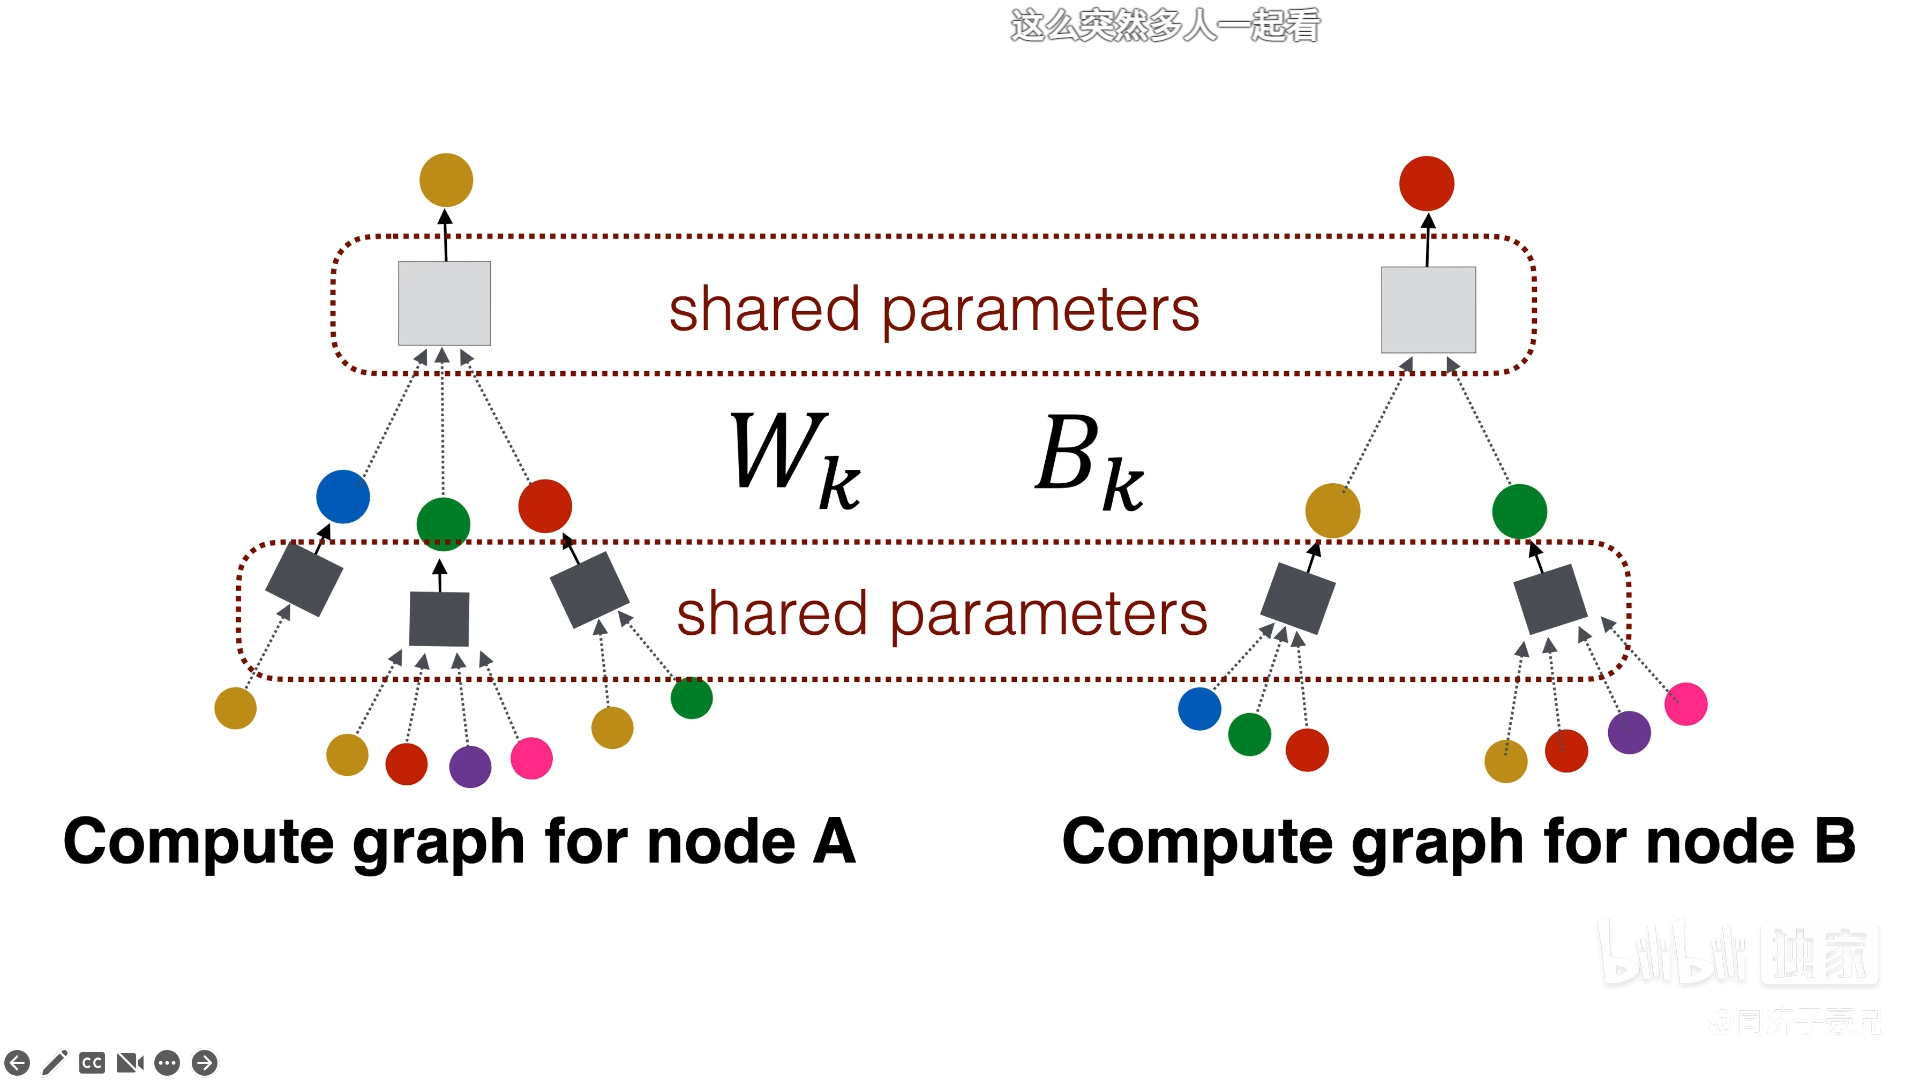 这么突然多人一起看
shared parameters
W_k B_k
shared parameters
Compute graph for node A
Compute graph for node B
bilibili 独家
@同济子豪兄
CC